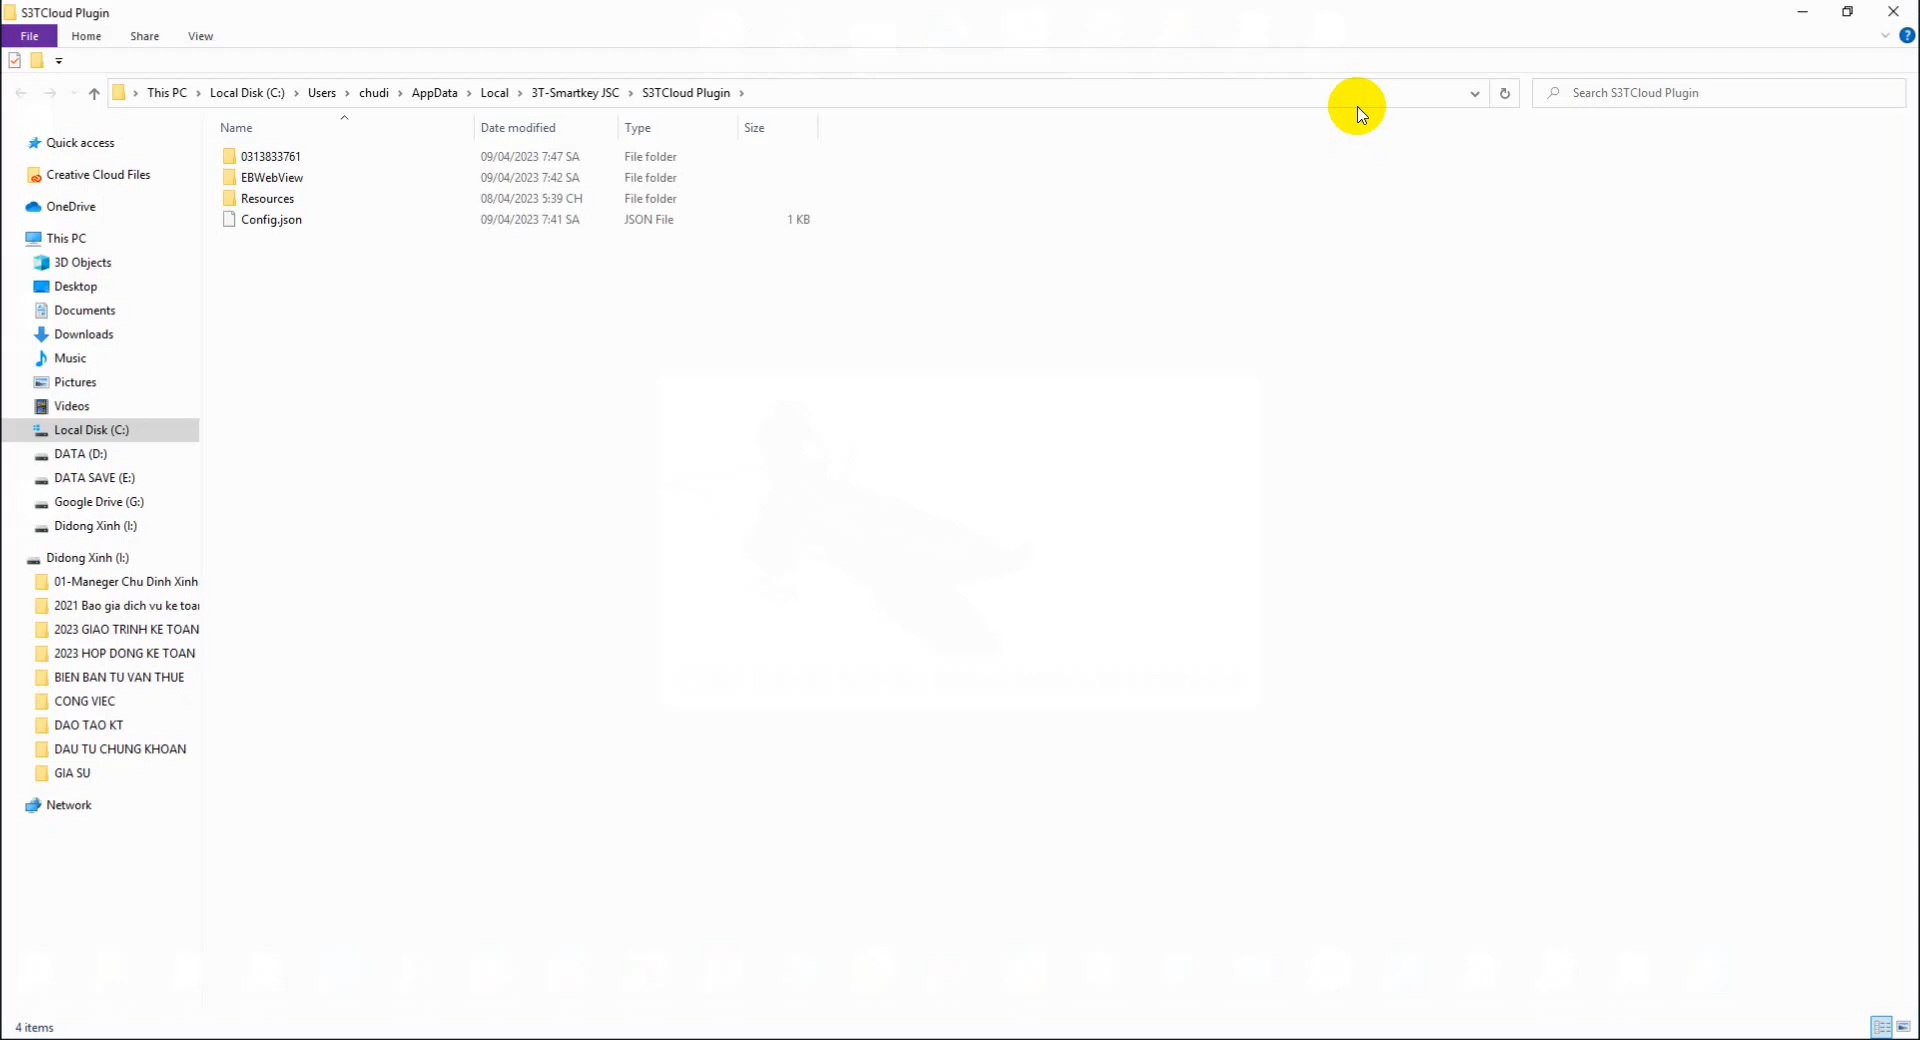 S3TCloud Plugin
File Home Share View
This PC Local Disk (C:) Users chudi AppData Local 3T-Smartkey JSC S3TCloud Plugin
Search S3TCloud Plugin
Name Date modified Type Size
0313833761 09/04/2023 7:47 SA File folder
EBWebView 09/04/2023 7:42 SA File folder
Resources 08/04/2023 5:39 CH File folder
Config.json 09/04/2023 7:41 SA JSON File 1 KB
Quick access
Creative Cloud Files
OneDrive
This PC
3D Objects
Desktop
Documents
Downloads
Music
Pictures
Videos
Local Disk (C:)
DATA (D:)
DATA SAVE (E:)
Google Drive (G:)
Didong Xinh (I:)
Didong Xinh (I:)
01-Maneger Chu Dinh Xinh
2021 Bao gia dich vu ke toa
2023 GIAO TRINH KE TOAN
2023 HOP DONG KE TOAN
BIEN BAN TU VAN THUE
CONG VIEC
DAO TAO KT
DAU TU CHUNG KHOAN
GIA SU
Network
4 items